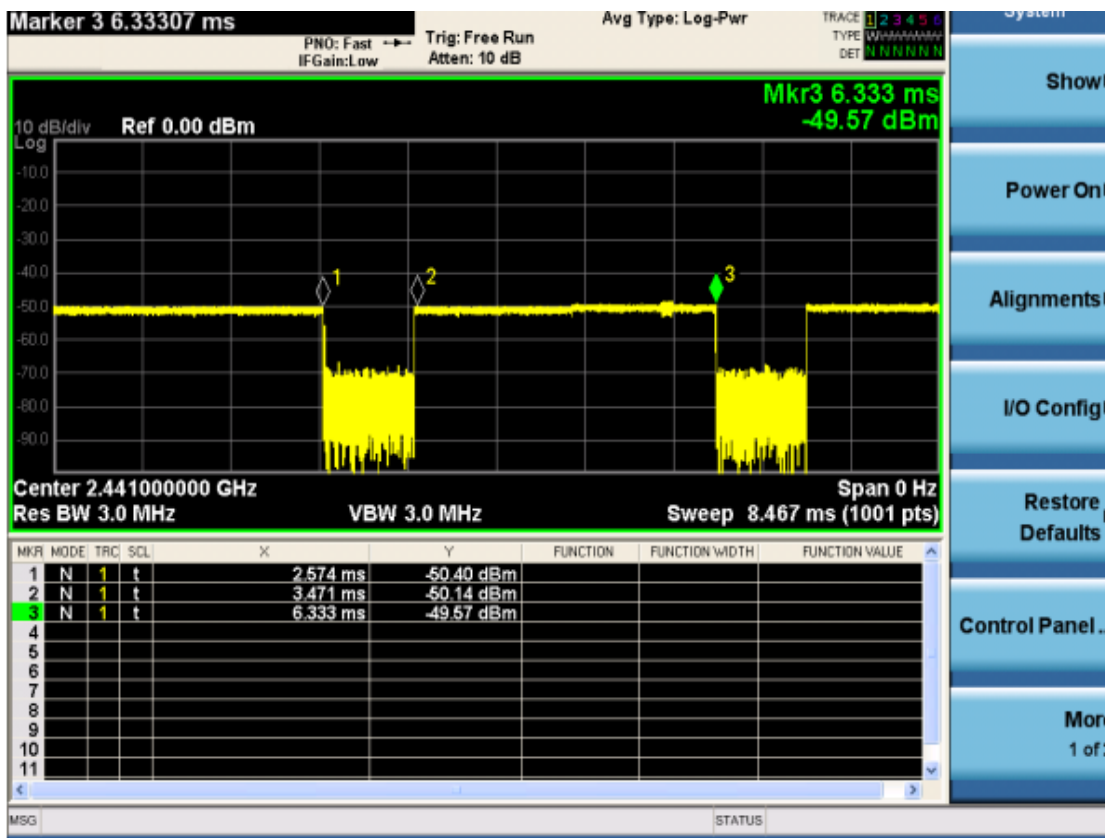 Marker 3 6.33307 ms
PNO: Fast
IFGain:Low
Trig: Free Run
Atten: 10 dB
Avg Type: Log-Pwr
TRACE 1 2 3 4 5 6
TYPE
DET N N N N N N
System
Mkr3 6.333 ms
-49.57 dBm
10 dB/div Ref 0.00 dBm
Log
-10.0
-20.0
-30.0
-40.0
-50.0
-60.0
-70.0
-80.0
-90.0
1
2
3
Center 2.441000000 GHz Span 0 Hz
Res BW 3.0 MHz VBW 3.0 MHz Sweep 8.467 ms (1001 pts)
MKR MODE TRC SCL X Y FUNCTION FUNCTION WIDTH FUNCTION VALUE
1 N 1 t 2.574 ms -50.40 dBm
2 N 1 t 3.471 ms -50.14 dBm
3 N 1 t 6.333 ms -49.57 dBm
4
5
6
7
8
9
10
11
MSG STATUS
Show
Power On
Alignments
I/O Config
Restore
Defaults
Control Panel..
More
1 of